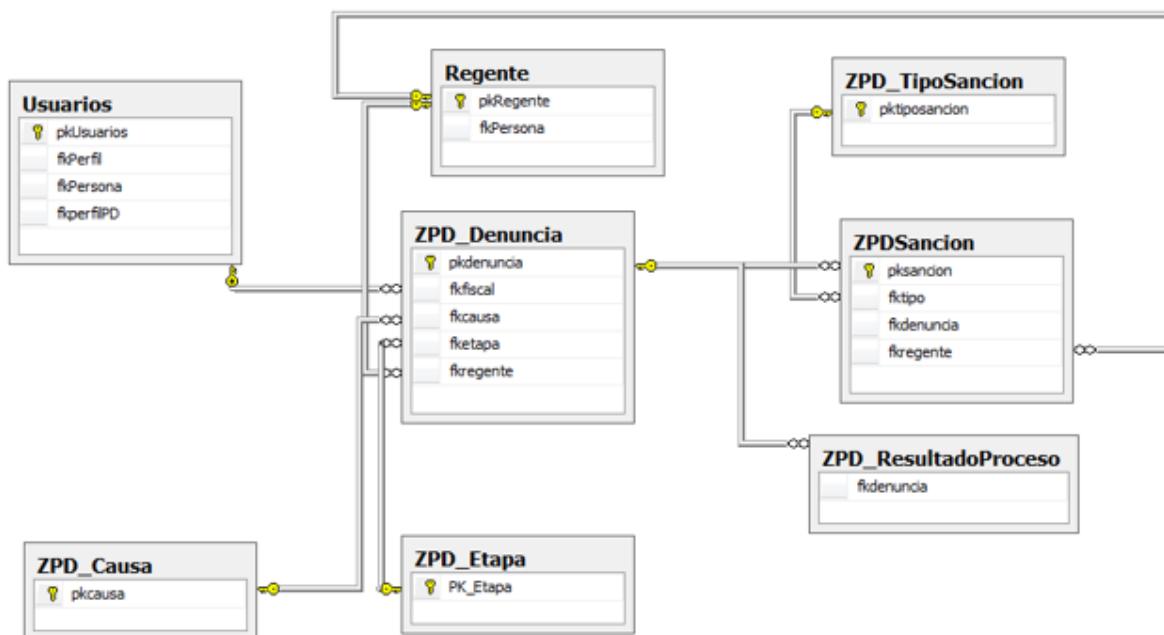 Usuarios
pkUsuarios
fkPerfil
fkPersona
fkperfilPD
Regente
pkRegente
fkPersona
ZPD_TipoSancion
pktiposancion
ZPD_Denuncia
pkdenuncia
fkfiscal
fkcausa
fketapa
fkregente
ZPDSancion
pksancion
fktipo
fkdenuncia
fkregente
ZPD_ResultadoProceso
fkdenuncia
ZPD_Causa
pkcausa
ZPD_Etapa
PK_Etapa